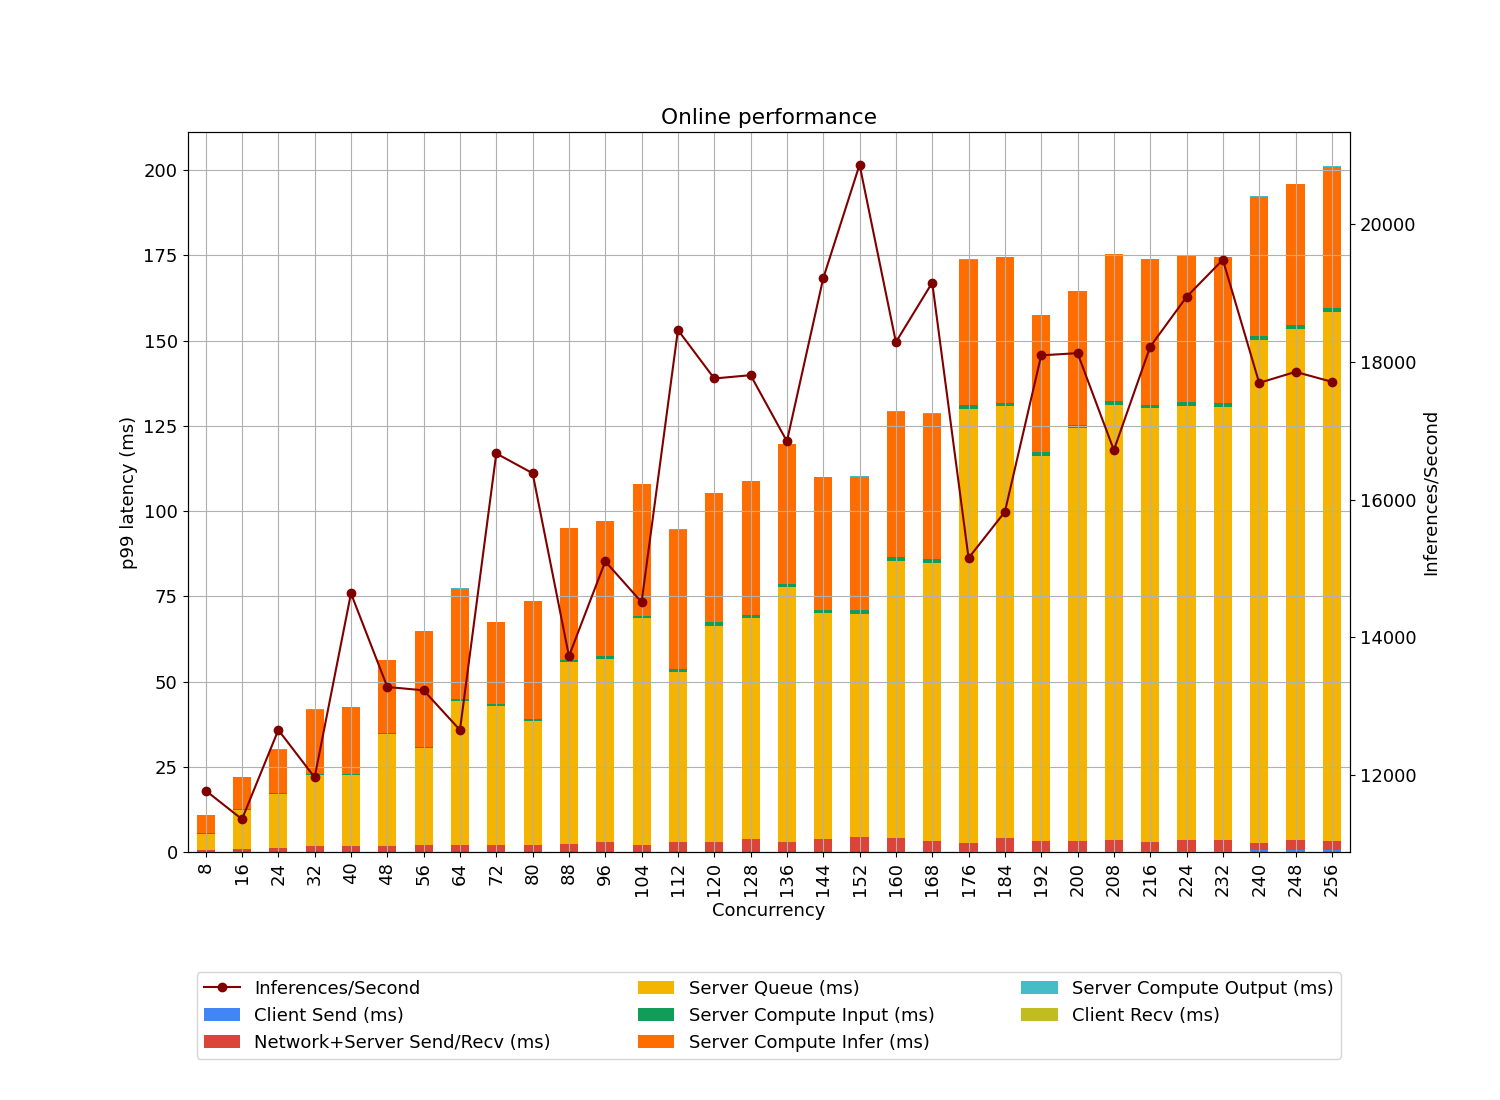 Online performance
200
175
150
125
100
75
50
25
0
p99 latency (ms)
20000
18000
16000
14000
12000
Inferences/Second
8 16 24 32 40 48 56 64 72 80 88 96 104 112 120 128 136 144 152 160 168 176 184 192 200 208 216 224 232 240 248 256
Concurrency
Inferences/Second
Client Send (ms)
Network+Server Send/Recv (ms)
Server Queue (ms)
Server Compute Input (ms)
Server Compute Infer (ms)
Server Compute Output (ms)
Client Recv (ms)